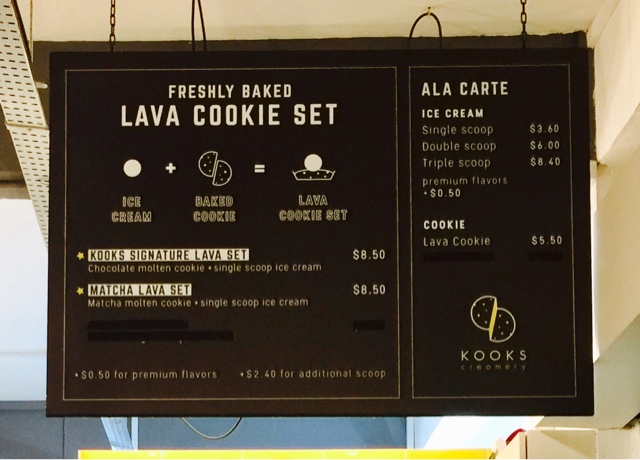 FRESHLY BAKED
LAVA COOKIE SET
+
=
ICE CREAM
BAKED COOKIE
LAVA COOKIE SET
KOOKS SIGNATURE LAVA SET $8.50
Chocolate molten cookie + single scoop ice cream
MATCHA LAVA SET $8.50
Matcha molten cookie + single scoop ice cream
+$0.50 for premium flavors +$2.40 for additional scoop
ALA CARTE
ICE CREAM
Single scoop $3.60
Double scoop $6.00
Triple scoop $8.40
premium flavors
+$0.50
COOKIE
Lava Cookie $5.50
KOOKS
creamery